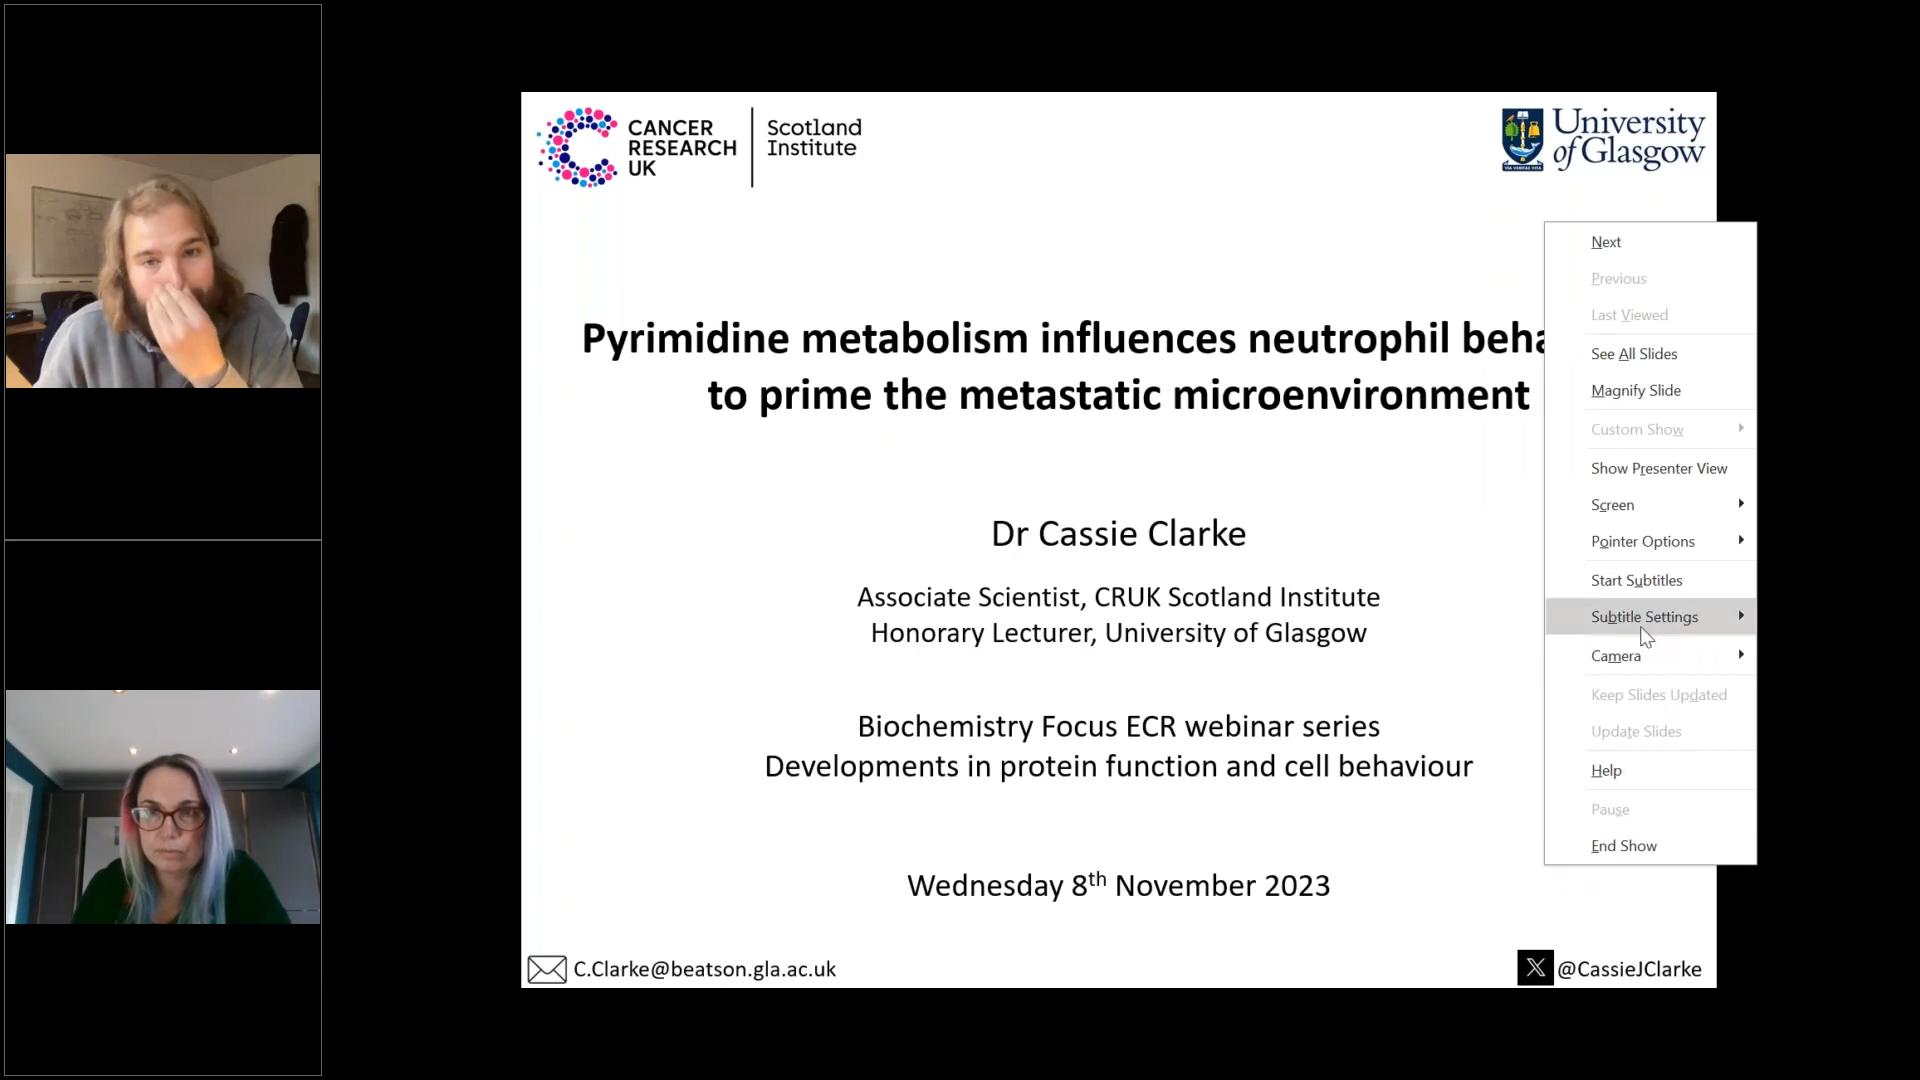 CANCER
RESEARCH
UK
Scotland
Institute
University
of Glasgow
Pyrimidine metabolism influences neutrophil beha
to prime the metastatic microenvironment
Dr Cassie Clarke
Associate Scientist, CRUK Scotland Institute
Honorary Lecturer, University of Glasgow
Biochemistry Focus ECR webinar series
Developments in protein function and cell behaviour
Wednesday 8th November 2023
C.Clarke@beatson.gla.ac.uk
@CassieJClarke
Next
Previous
Last Viewed
See All Slides
Magnify Slide
Custom Show
Show Presenter View
Screen
Pointer Options
Start Subtitles
Subtitle Settings
Camera
Keep Slides Updated
Update Slides
Help
Pause
End Show